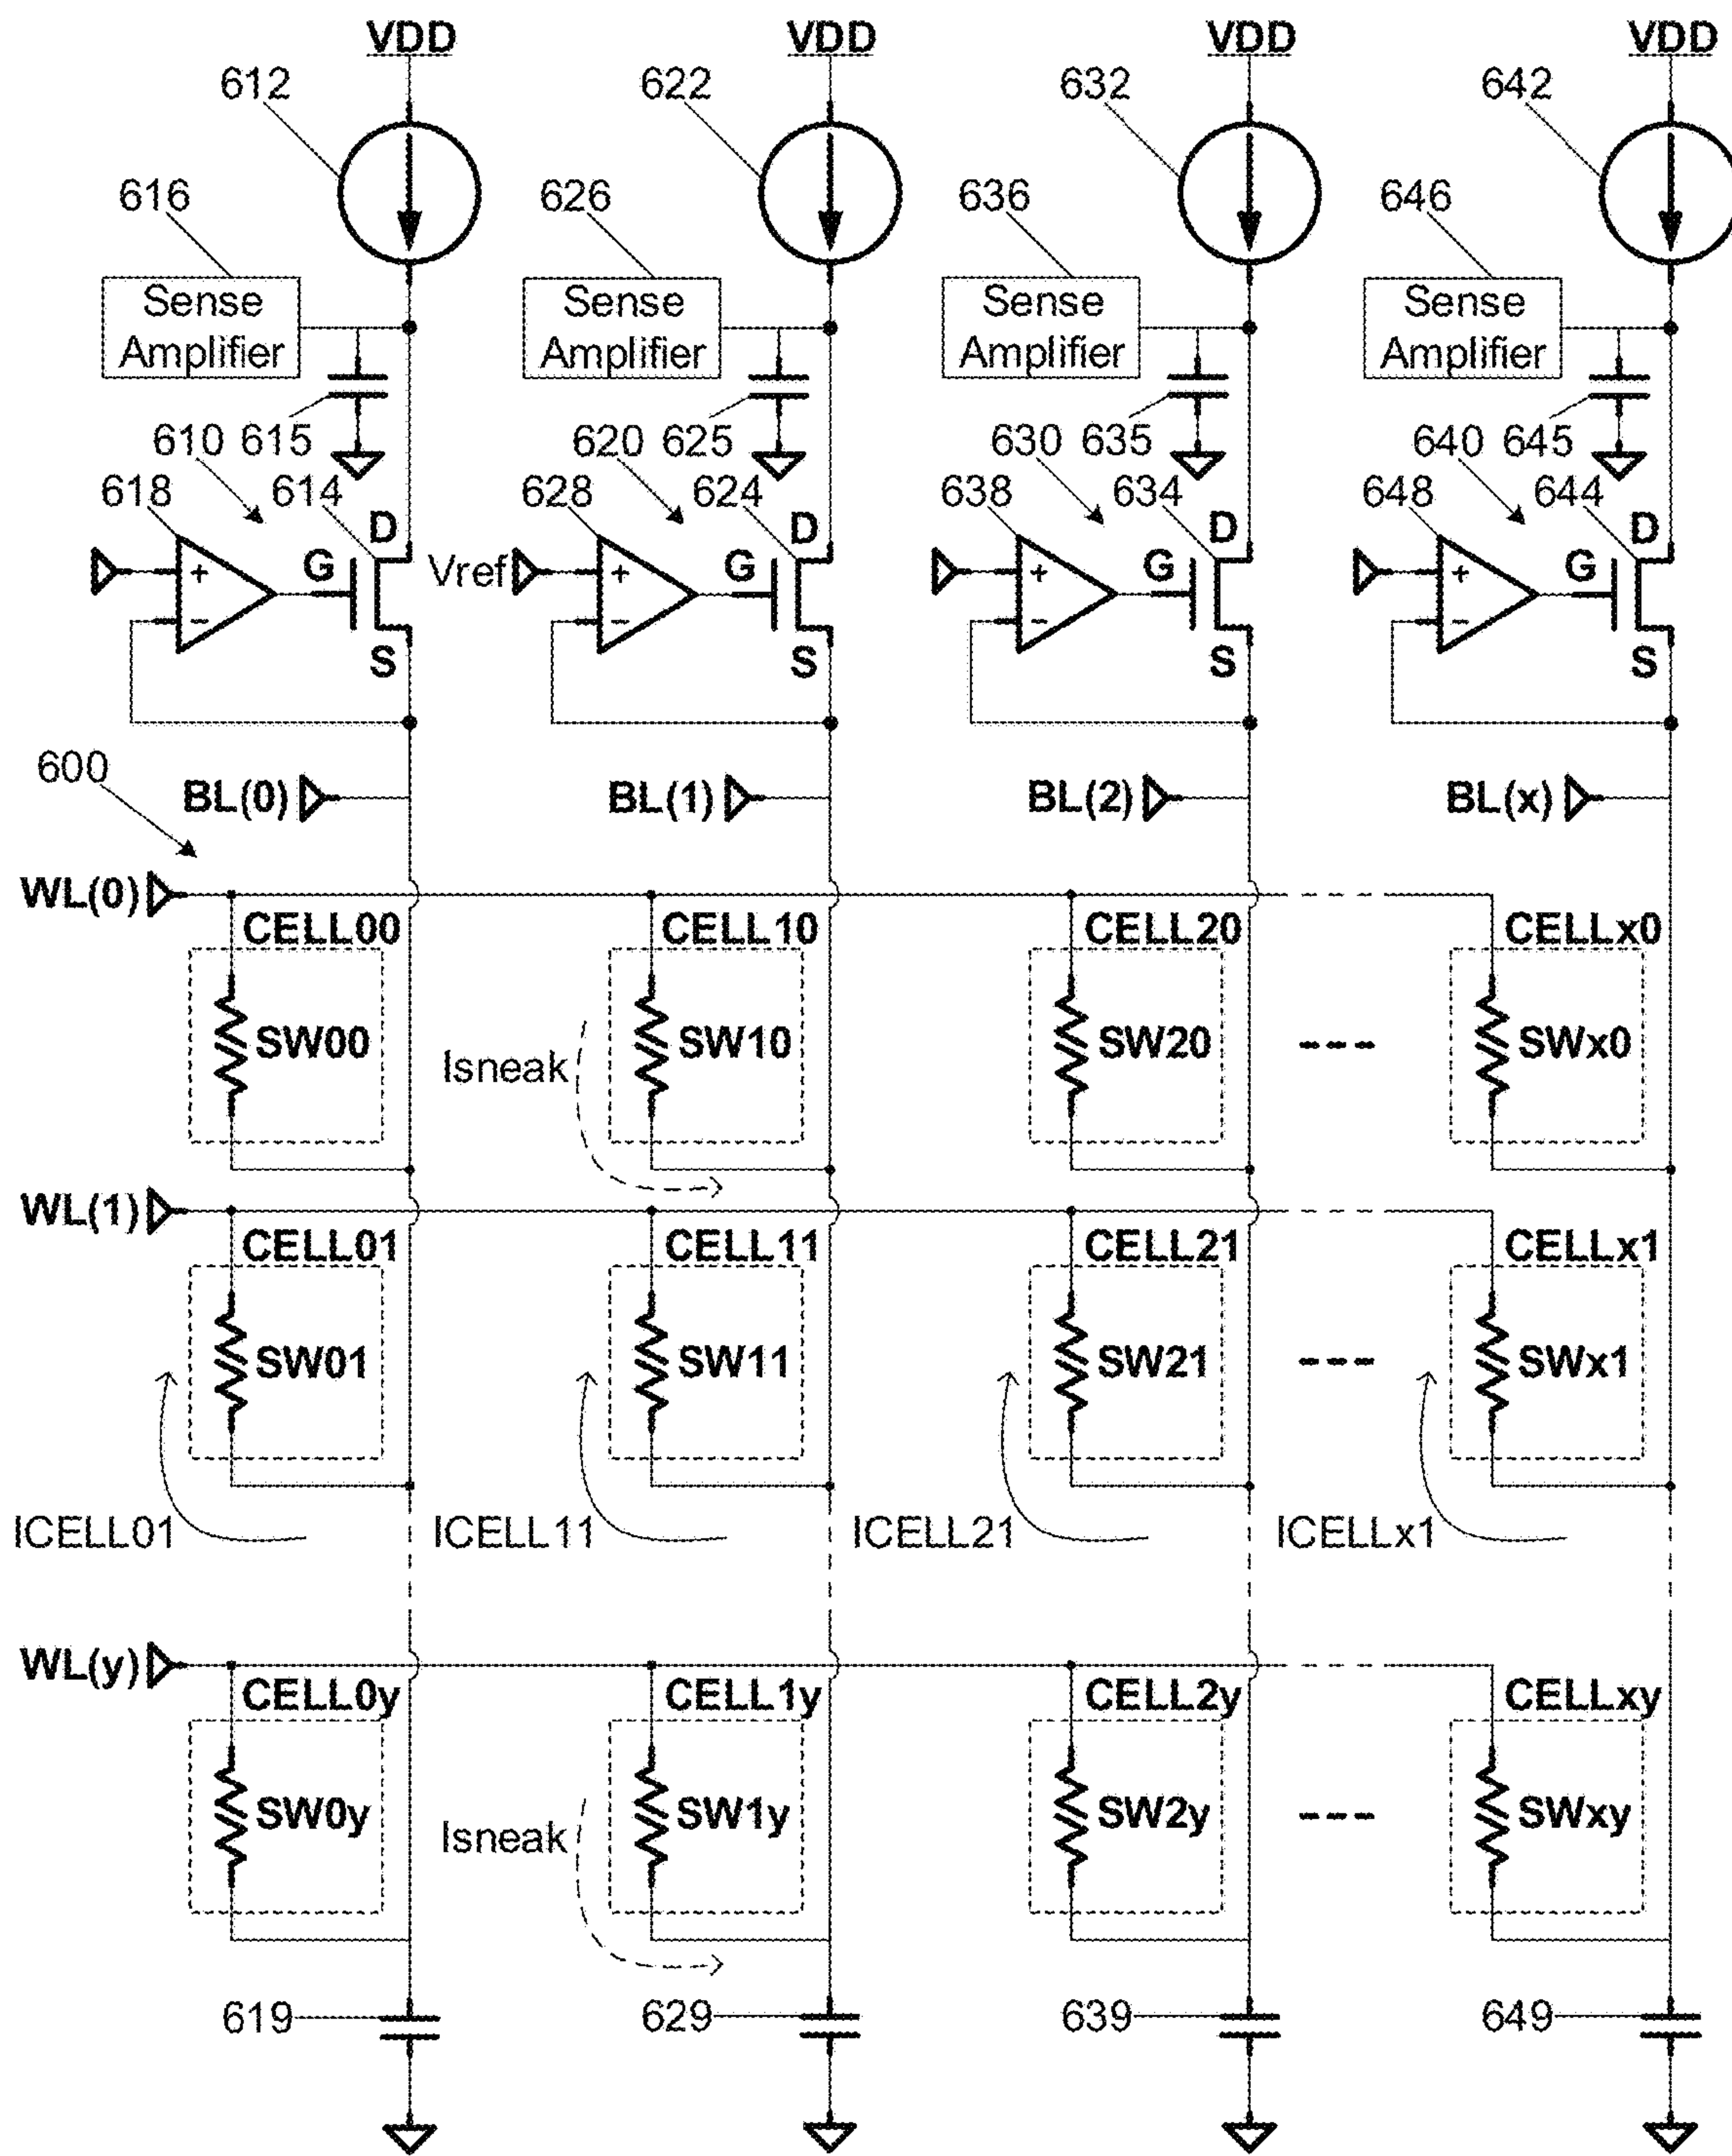 VDD VDD VDD VDD
612 622 632 642
616 626 636 646
Sense Amplifier Sense Amplifier Sense Amplifier Sense Amplifier
610 615 620 625 630 635 640 645
618 614 628 624 638 634 648 644
D D D D
+ G Vref + G + G + G
− − − −
S S S S
600
BL(0) BL(1) BL(2) BL(x)
WL(0)
CELL00 CELL10 CELL20 CELLx0
SW00 Isneak SW10 SW20 --- SWx0
WL(1)
CELL01 CELL11 CELL21 CELLx1
SW01 SW11 SW21 --- SWx1
ICELL01 ICELL11 ICELL21 ICELLx1
WL(y)
CELL0y CELL1y CELL2y CELLxy
SW0y Isneak SW1y SW2y --- SWxy
619 629 639 649